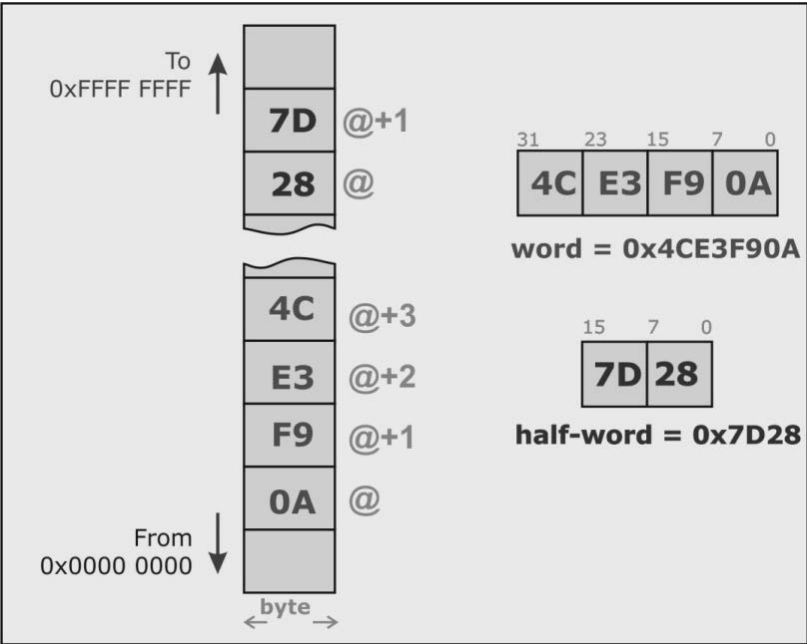 To
0xFFFF FFFF
7D @+1
28 @
4C @+3
E3 @+2
F9 @+1
0A @
From
0x0000 0000
byte
31 23 15 7 0
4C E3 F9 0A
word = 0x4CE3F90A
15 7 0
7D 28
half-word = 0x7D28